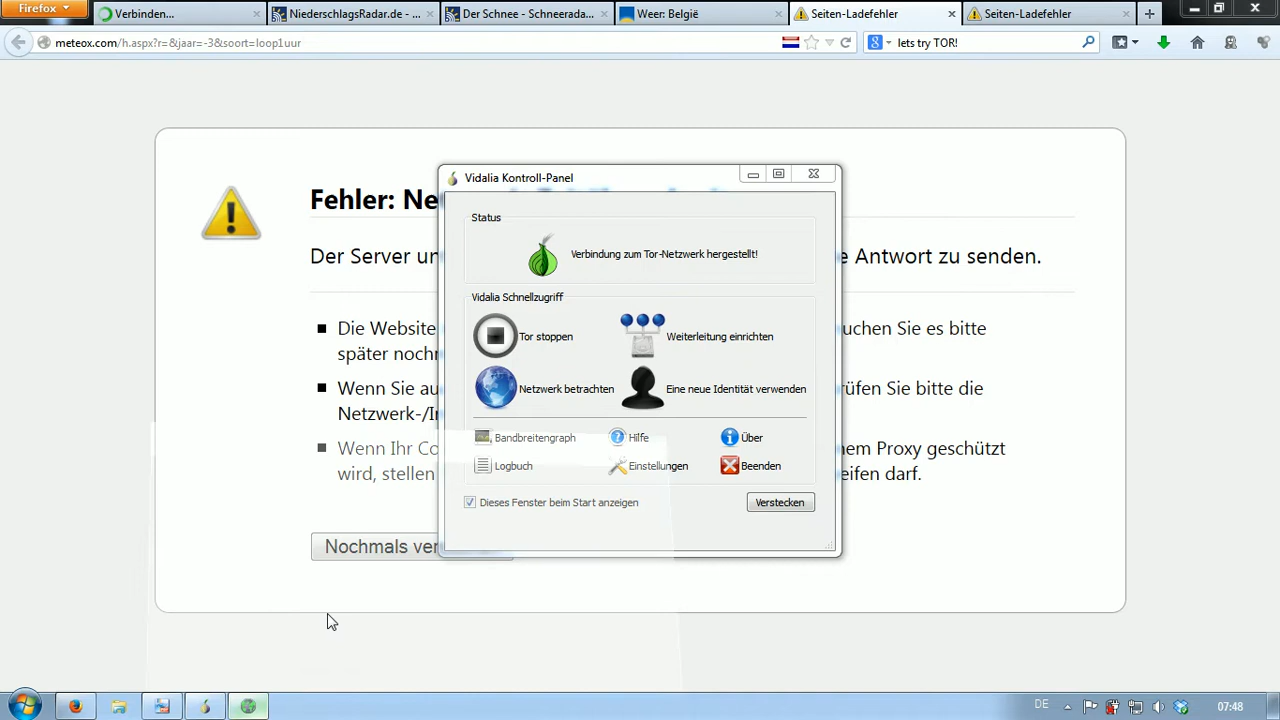 Firefox
Verbinden...
NiederschlagsRadar.de - ...
Der Schnee - Schneerada...
Weer: België
Seiten-Ladefehler
Seiten-Ladefehler
meteox.com/h.aspx?r=&jaar=-3&soort=loop1uur
lets try TOR!
Fehler: Ne
Der Server un
e Antwort zu senden.
Die Website
uchen Sie es bitte
später nochm
Wenn Sie au
rüfen Sie bitte die
Netzwerk-/In
Wenn Ihr Co
nem Proxy geschützt
wird, stellen
eifen darf.
Nochmals ver
Vidalia Kontroll-Panel
Status
Verbindung zum Tor-Netzwerk hergestellt!
Vidalia Schnellzugriff
Tor stoppen
Weiterleitung einrichten
Netzwerk betrachten
Eine neue Identität verwenden
Bandbreitengraph
Hilfe
Über
Logbuch
Einstellungen
Beenden
Dieses Fenster beim Start anzeigen
Verstecken
DE
07:48